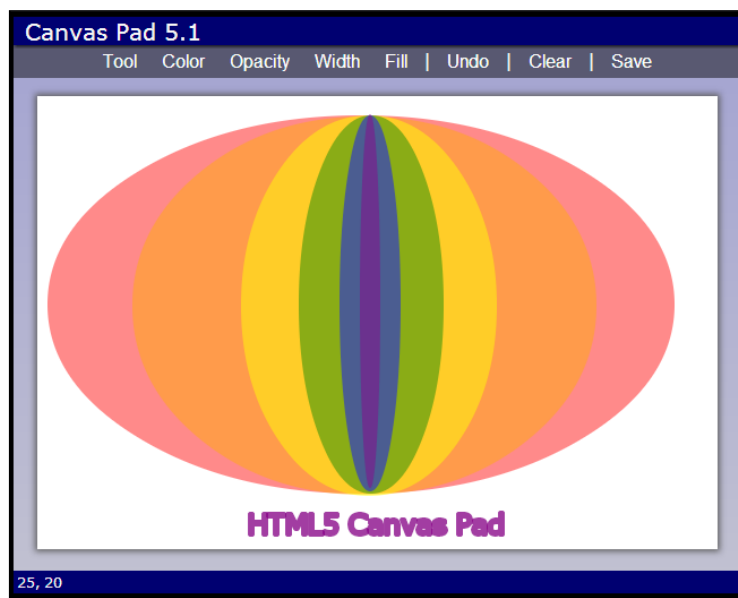 Canvas Pad 5.1
Tool Color Opacity Width Fill | Undo | Clear | Save
HTML5 Canvas Pad
25, 20